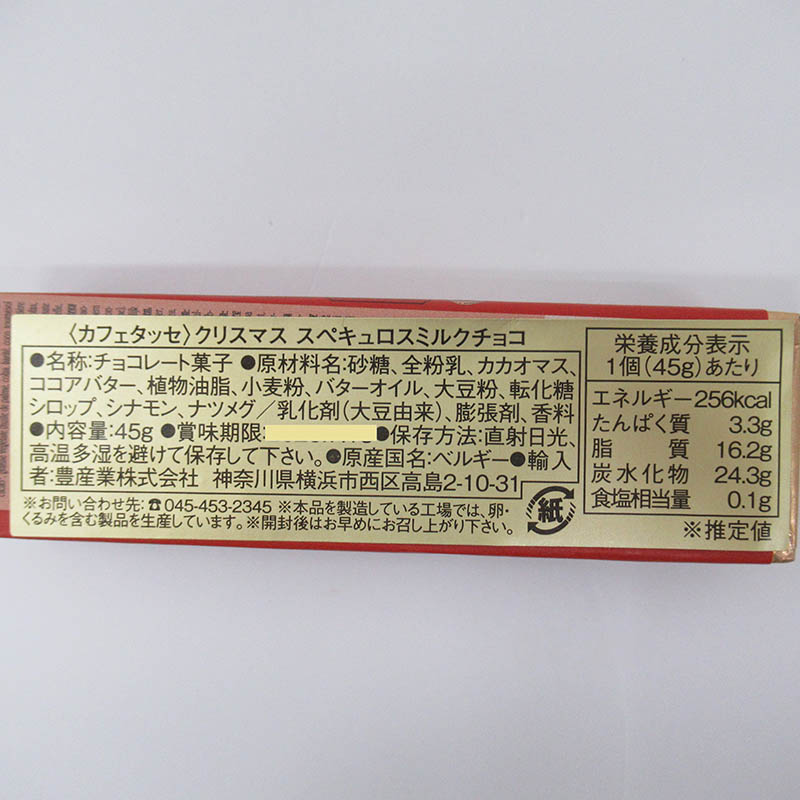 〈カフェタッセ〉クリスマス スペキュロスミルクチョコ
●名称:チョコレート菓子 ●原材料名:砂糖、全粉乳、カカオマス、
ココアバター、植物油脂、小麦粉、バターオイル、大豆粉、転化糖
シロップ、シナモン、ナツメグ／乳化剤(大豆由来)、膨張剤、香料
●内容量:45g ●賞味期限: ●保存方法:直射日光、
高温多湿を避けて保存して下さい。●原産国名:ベルギー●輸入
者:豊産業株式会社 神奈川県横浜市西区高島2-10-31
※お問い合わせ先:☎045-453-2345 ※本品を製造している工場では、卵・
くるみを含む製品を生産しています。※開封後はお早めにお召し上がり下さい。
紙
栄養成分表示
1個(45g)あたり
エネルギー 256kcal
たんぱく質 3.3g
脂 質 16.2g
炭水化物 24.3g
食塩相当量 0.1g
※推定値